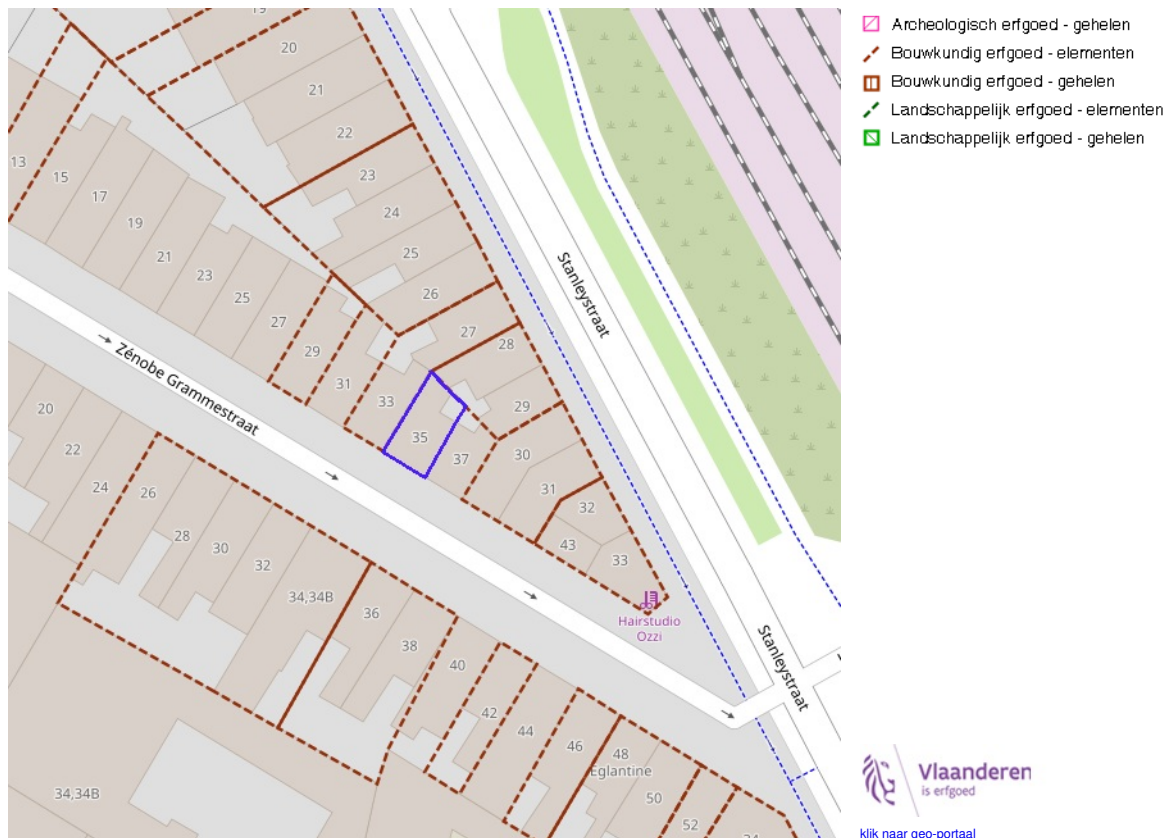 Archeologisch erfgoed - gehelen
Bouwkundig erfgoed - elementen
Bouwkundig erfgoed - gehelen
Landschappelijk erfgoed - elementen
Landschappelijk erfgoed - gehelen
19
20
21
22
23
24
25
26
27
28
29
30
31
32
33
43
13
15
17
19
21
23
25
27
29
31
33
35
37
Stanleystraat
Zénobe Grammestraat
Hairstudio
Ozzi
Stanleystraat
20
22
24
26
28
30
32
34,34B
36
38
40
42
44
46
48
Eglantine
50
52
34,34B
Vlaanderen
is erfgoed
klik naar geo-portaal